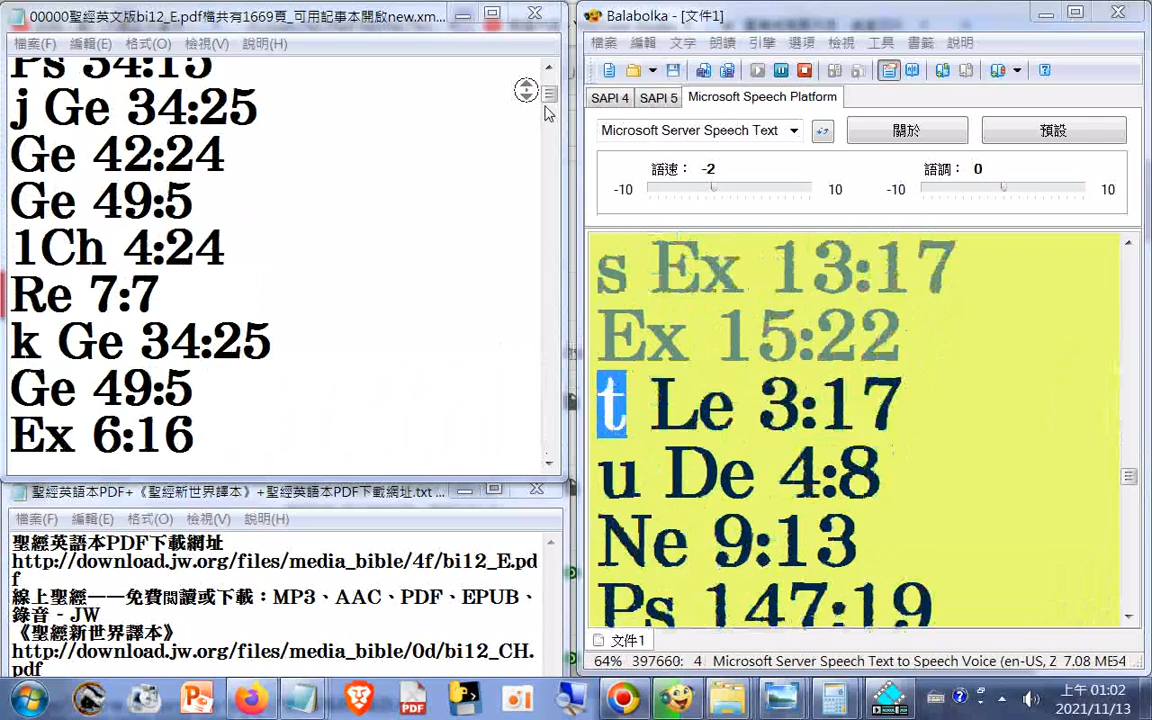 00000聖經英文版bi12_E.pdf檔共有1669頁_可用記事本開啟new.xm...
檔案(F) 編輯(E) 格式(O) 檢視(V) 說明(H)
Ps 34:15
j Ge 34:25
Ge 42:24
Ge 49:5
1Ch 4:24
Re 7:7
k Ge 34:25
Ge 49:5
Ex 6:16
聖經英語本PDF+《聖經新世界譯本》+聖經英語本PDF下載網址.txt ...
檔案(F) 編輯(E) 格式(O) 檢視(V) 說明(H)
聖經英語本PDF下載網址
http://download.jw.org/files/media_bible/4f/bi12_E.pd
f
線上聖經——免費閱讀或下載：MP3、AAC、PDF、EPUB、
錄音 - JW
《聖經新世界譯本》
http://download.jw.org/files/media_bible/0d/bi12_CH.
pdf
Balabolka - [文件1]
檔案 編輯 文字 朗讀 引擎 選項 檢視 工具 書籤 說明
SAPI 4 SAPI 5 Microsoft Speech Platform
Microsoft Server Speech Text 關於 預設
語速： -2 語調： 0
-10 10 -10 10
s Ex 13:17
Ex 15:22
t Le 3:17
u De 4:8
Ne 9:13
Ps 147:19
文件1
64% 397660: 4 Microsoft Server Speech Text to Speech Voice (en-US, Z 7.08 ME54
PDF
上午 01:02
2021/11/13